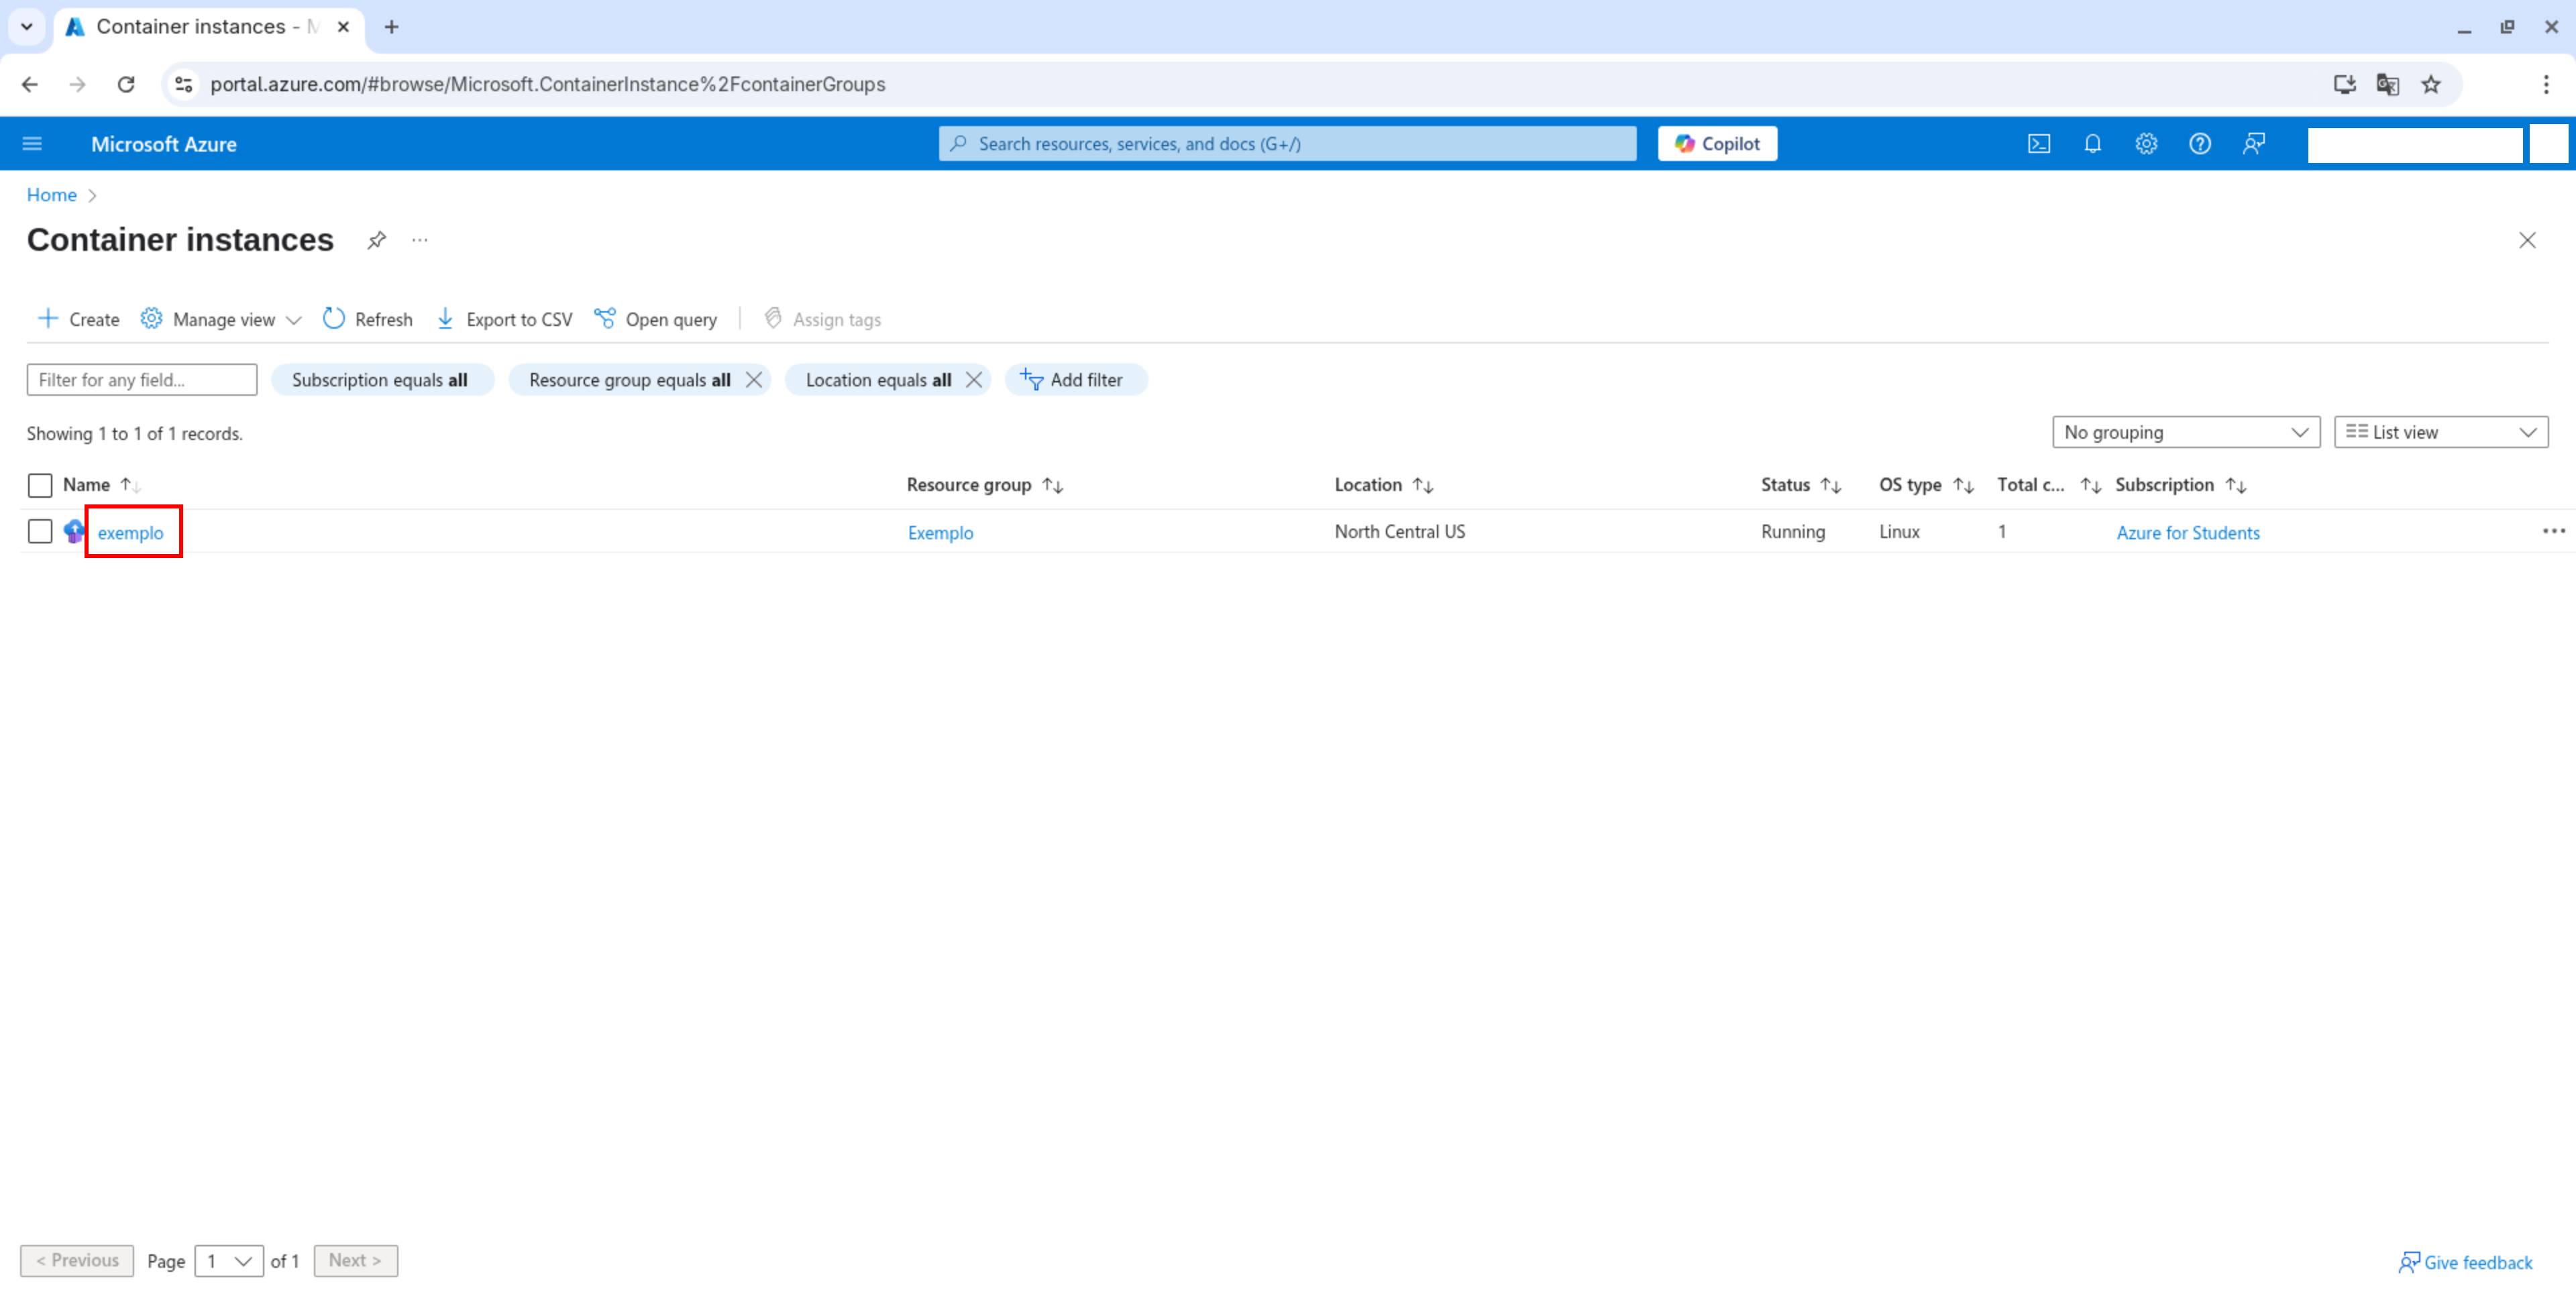 Container instances - M
portal.azure.com/#browse/Microsoft.ContainerInstance%2FcontainerGroups
Microsoft Azure
Search resources, services, and docs (G+/)
Copilot
Home
Container instances
Create
Manage view
Refresh
Export to CSV
Open query
Assign tags
Filter for any field...
Subscription equals all
Resource group equals all
Location equals all
Add filter
Showing 1 to 1 of 1 records.
No grouping
List view
Name
Resource group
Location
Status
OS type
Total c...
Subscription
exemplo
Exemplo
North Central US
Running
Linux
1
Azure for Students
< Previous
Page
1
of 1
Next >
Give feedback